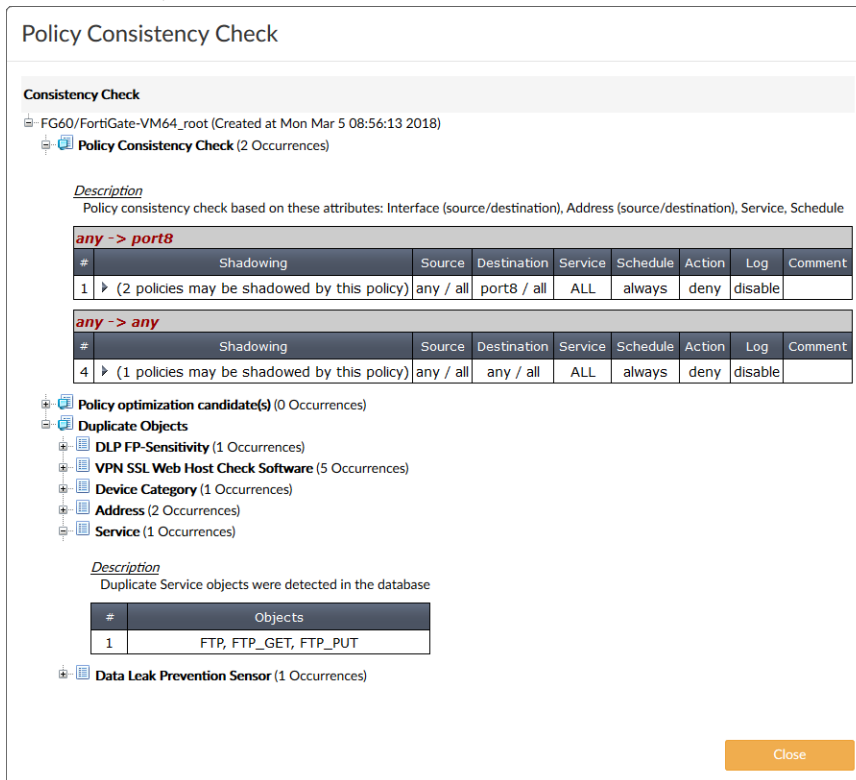 Policy Consistency Check
Consistency Check
FG60/FortiGate-VM64_root (Created at Mon Mar 5 08:56:13 2018)
Policy Consistency Check (2 Occurrences)
Description
Policy consistency check based on these attributes: Interface (source/destination), Address (source/destination), Service, Schedule
any -> port8
# Shadowing Source Destination Service Schedule Action Log Comment
1 (2 policies may be shadowed by this policy) any / all port8 / all ALL always deny disable
any -> any
# Shadowing Source Destination Service Schedule Action Log Comment
4 (1 policies may be shadowed by this policy) any / all any / all ALL always deny disable
Policy optimization candidate(s) (0 Occurrences)
Duplicate Objects
DLP FP-Sensitivity (1 Occurrences)
VPN SSL Web Host Check Software (5 Occurrences)
Device Category (1 Occurrences)
Address (2 Occurrences)
Service (1 Occurrences)
Description
Duplicate Service objects were detected in the database
# Objects
1 FTP, FTP_GET, FTP_PUT
Data Leak Prevention Sensor (1 Occurrences)
Close